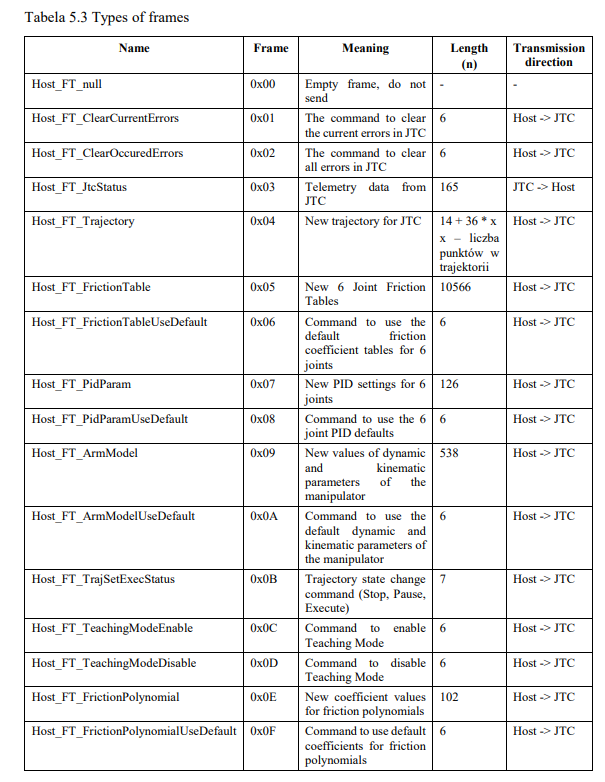 Tabela 5.3 Types of frames
Name Frame Meaning Length (n) Transmission direction
Host_FT_null 0x00 Empty frame, do not send - -
Host_FT_ClearCurrentErrors 0x01 The command to clear the current errors in JTC 6 Host -> JTC
Host_FT_ClearOccuredErrors 0x02 The command to clear all errors in JTC 6 Host -> JTC
Host_FT_JtcStatus 0x03 Telemetry data from JTC 165 JTC -> Host
Host_FT_Trajectory 0x04 New trajectory for JTC 14 + 36 * x x – liczba punktów w trajektorii Host -> JTC
Host_FT_FrictionTable 0x05 New 6 Joint Friction Tables 10566 Host -> JTC
Host_FT_FrictionTableUseDefault 0x06 Command to use the default friction coefficient tables for 6 joints 6 Host -> JTC
Host_FT_PidParam 0x07 New PID settings for 6 joints 126 Host -> JTC
Host_FT_PidParamUseDefault 0x08 Command to use the 6 joint PID defaults 6 Host -> JTC
Host_FT_ArmModel 0x09 New values of dynamic and kinematic parameters of the manipulator 538 Host -> JTC
Host_FT_ArmModelUseDefault 0x0A Command to use the default dynamic and kinematic parameters of the manipulator 6 Host -> JTC
Host_FT_TrajSetExecStatus 0x0B Trajectory state change command (Stop, Pause, Execute) 7 Host -> JTC
Host_FT_TeachingModeEnable 0x0C Command to enable Teaching Mode 6 Host -> JTC
Host_FT_TeachingModeDisable 0x0D Command to disable Teaching Mode 6 Host -> JTC
Host_FT_FrictionPolynomial 0x0E New coefficient values for friction polynomials 102 Host -> JTC
Host_FT_FrictionPolynomialUseDefault 0x0F Command to use default coefficients for friction polynomials 6 Host -> JTC